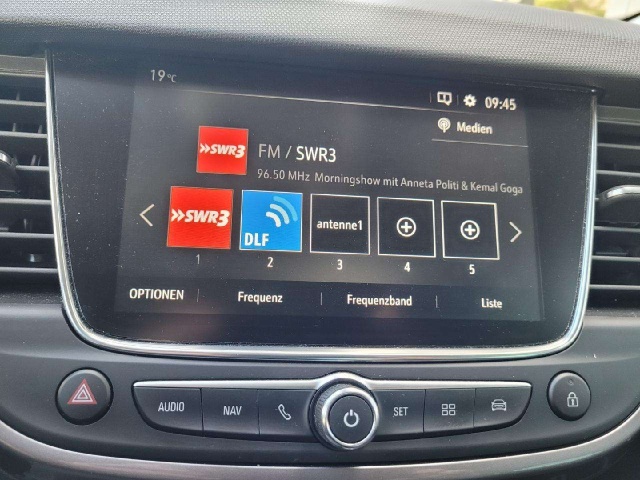 19°C
09:45
Medien
»SWR3
FM / SWR3
96.50 MHz Morningshow mit Anneta Politi & Kemal Goga
»SWR3
DLF
antenne1
1 2 3 4 5
OPTIONEN Frequenz Frequenzband Liste
AUDIO NAV SET